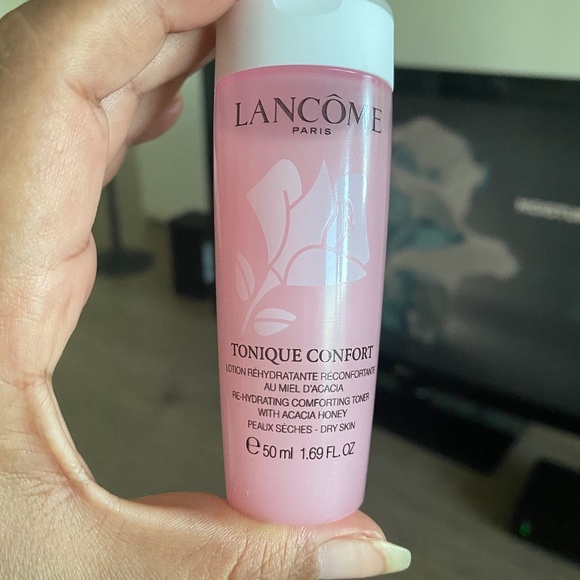 LANCÔME
PARIS
TONIQUE CONFORT
LOTION RÉHYDRATANTE RÉCONFORTANTE
AU MIEL D'ACACIA
RE-HYDRATING COMFORTING TONER
WITH ACACIA HONEY
PEAUX SÈCHES - DRY SKIN
e 50 ml 1.69 FL. OZ